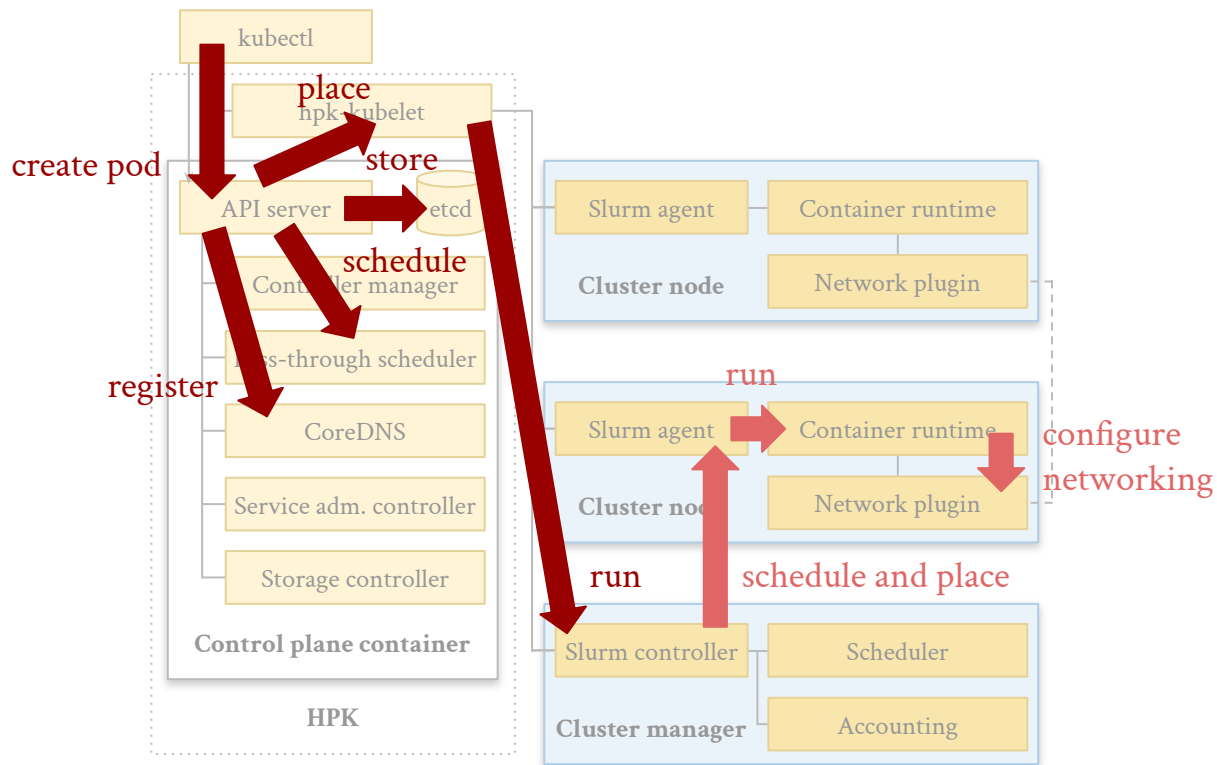 kubectl
place
hpk-kubelet
create pod
store
API server
etcd
schedule
Controller manager
Pass-through scheduler
register
CoreDNS
Service adm. controller
Storage controller
Control plane container
HPK
Slurm agent
Container runtime
Cluster node
Network plugin
run
Slurm agent
Container runtime
configure
networking
Cluster node
Network plugin
run
schedule and place
Slurm controller
Scheduler
Cluster manager
Accounting